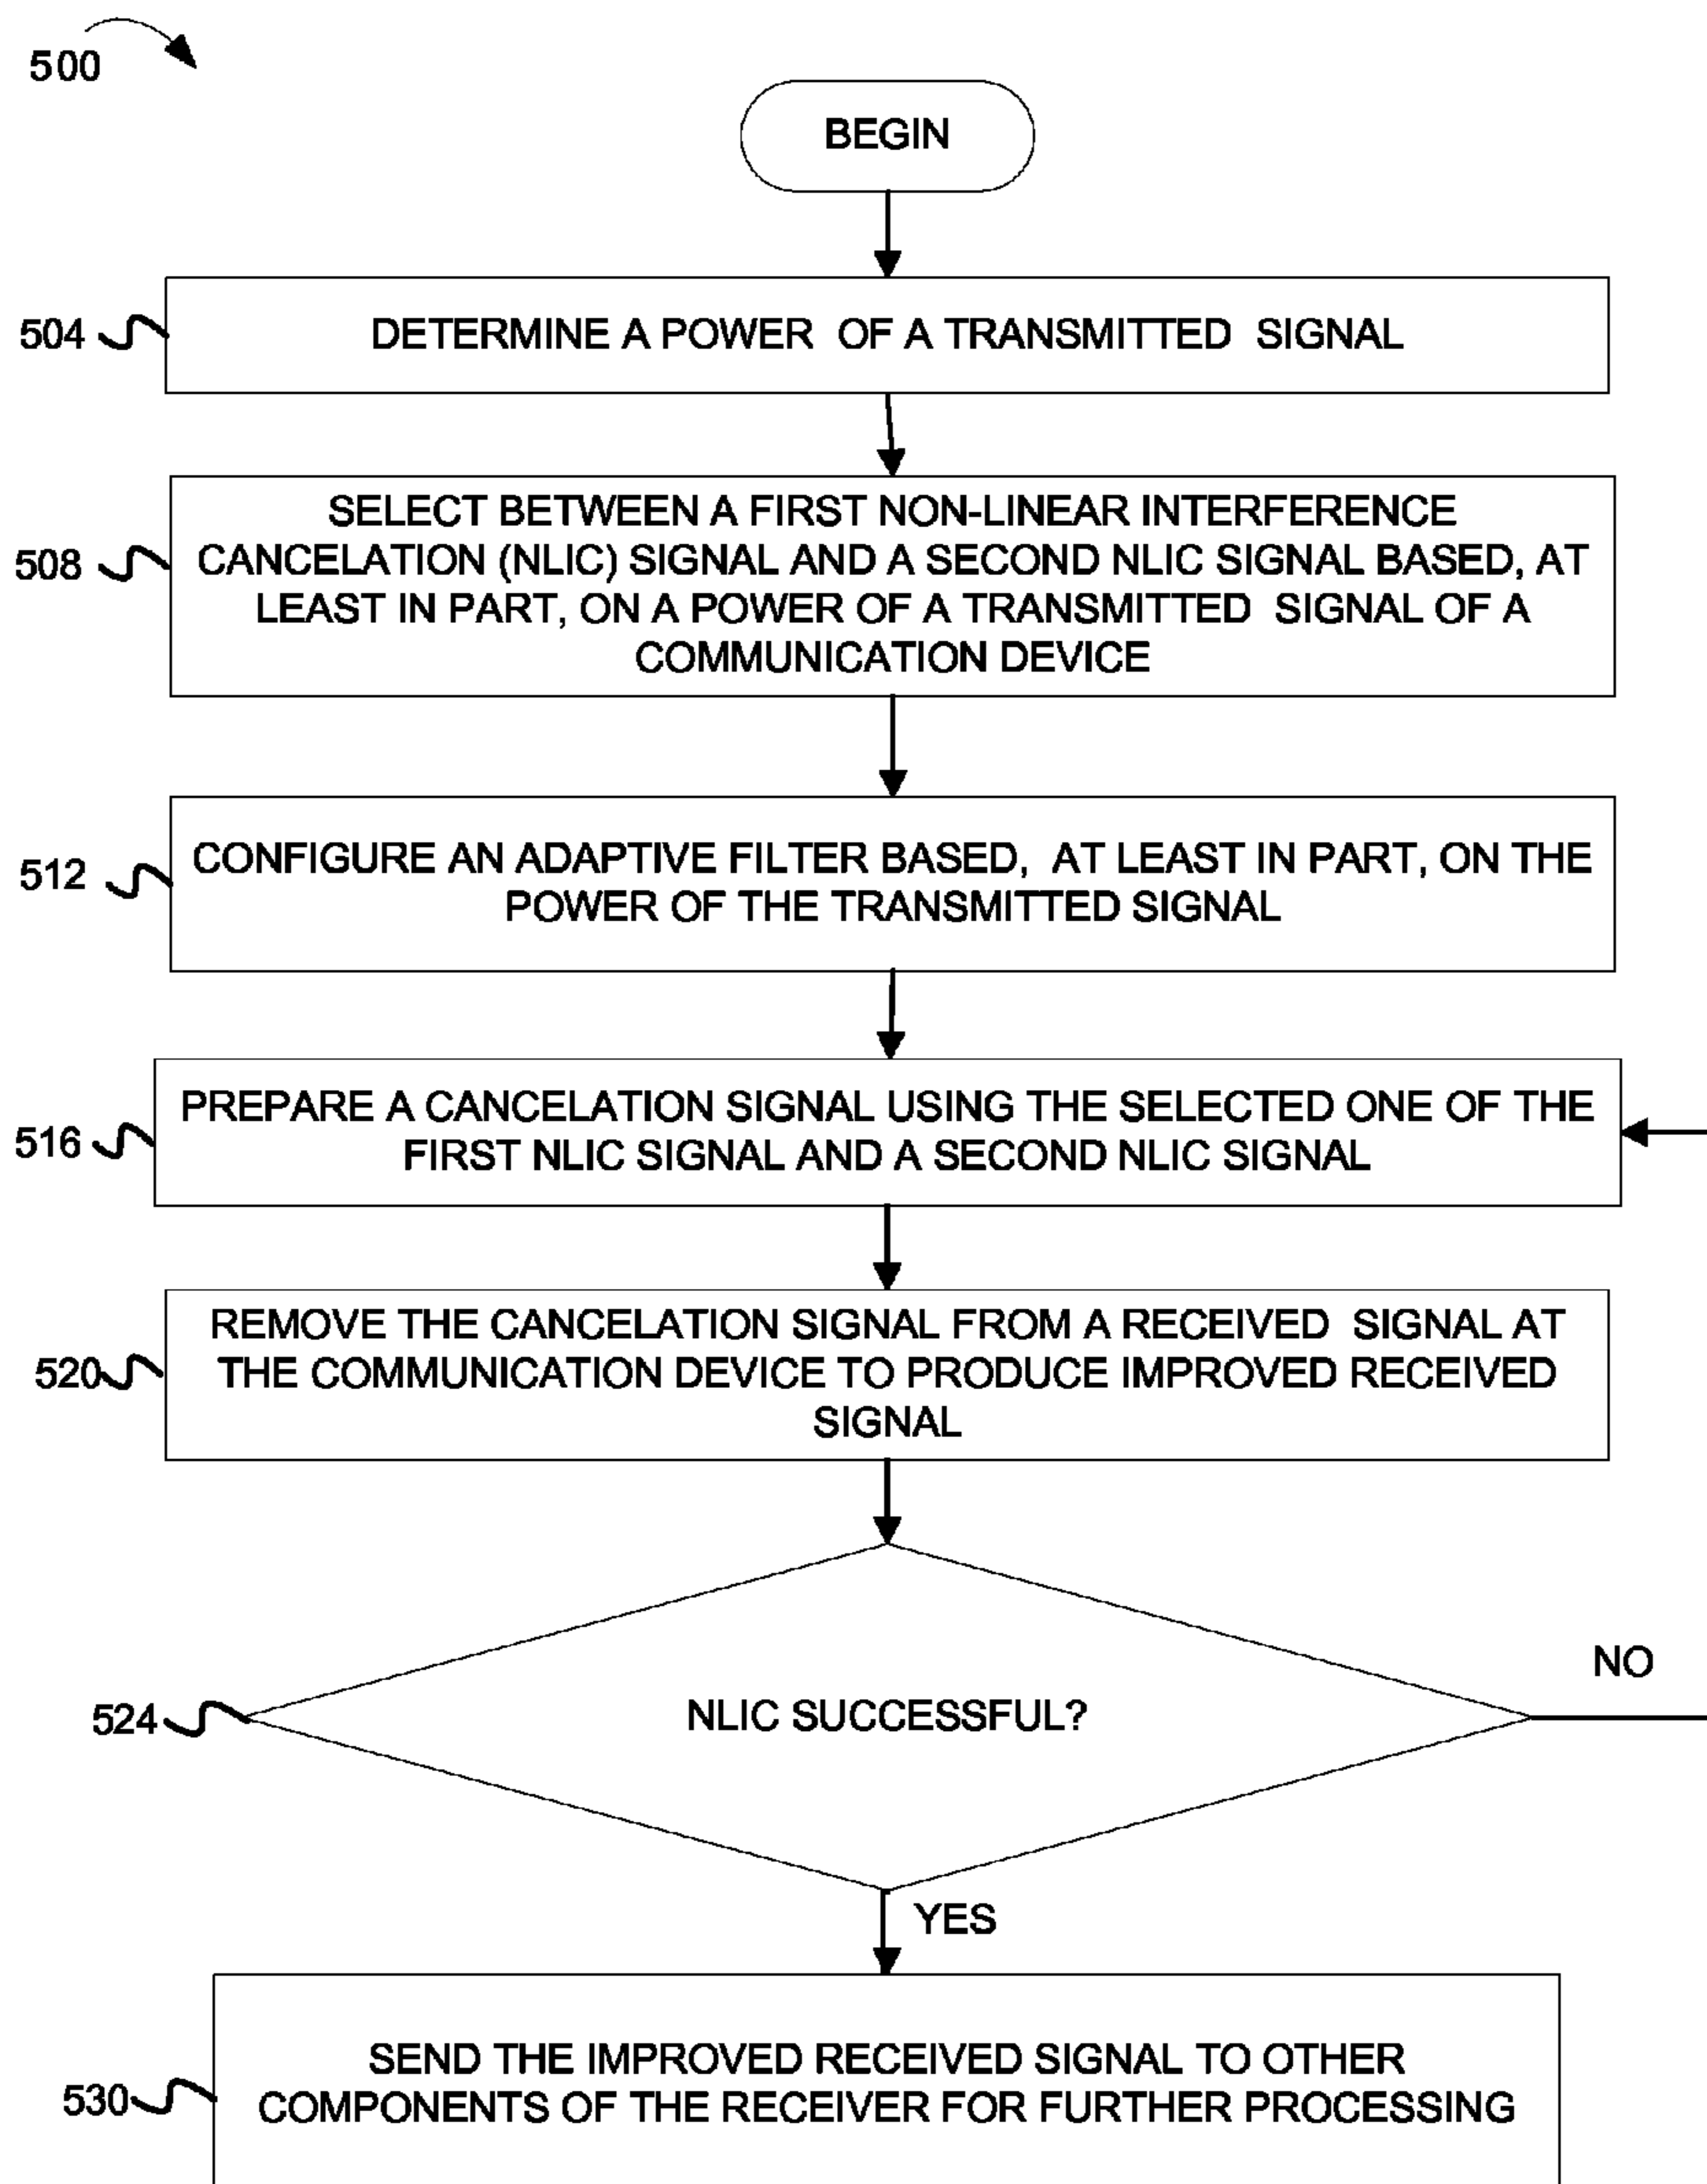 500
BEGIN
504
DETERMINE A POWER OF A TRANSMITTED SIGNAL
508
SELECT BETWEEN A FIRST NON-LINEAR INTERFERENCE
CANCELATION (NLIC) SIGNAL AND A SECOND NLIC SIGNAL BASED, AT
LEAST IN PART, ON A POWER OF A TRANSMITTED SIGNAL OF A
COMMUNICATION DEVICE
512
CONFIGURE AN ADAPTIVE FILTER BASED, AT LEAST IN PART, ON THE
POWER OF THE TRANSMITTED SIGNAL
516
PREPARE A CANCELATION SIGNAL USING THE SELECTED ONE OF THE
FIRST NLIC SIGNAL AND A SECOND NLIC SIGNAL
520
REMOVE THE CANCELATION SIGNAL FROM A RECEIVED SIGNAL AT
THE COMMUNICATION DEVICE TO PRODUCE IMPROVED RECEIVED
SIGNAL
524
NLIC SUCCESSFUL?
NO
YES
530
SEND THE IMPROVED RECEIVED SIGNAL TO OTHER
COMPONENTS OF THE RECEIVER FOR FURTHER PROCESSING